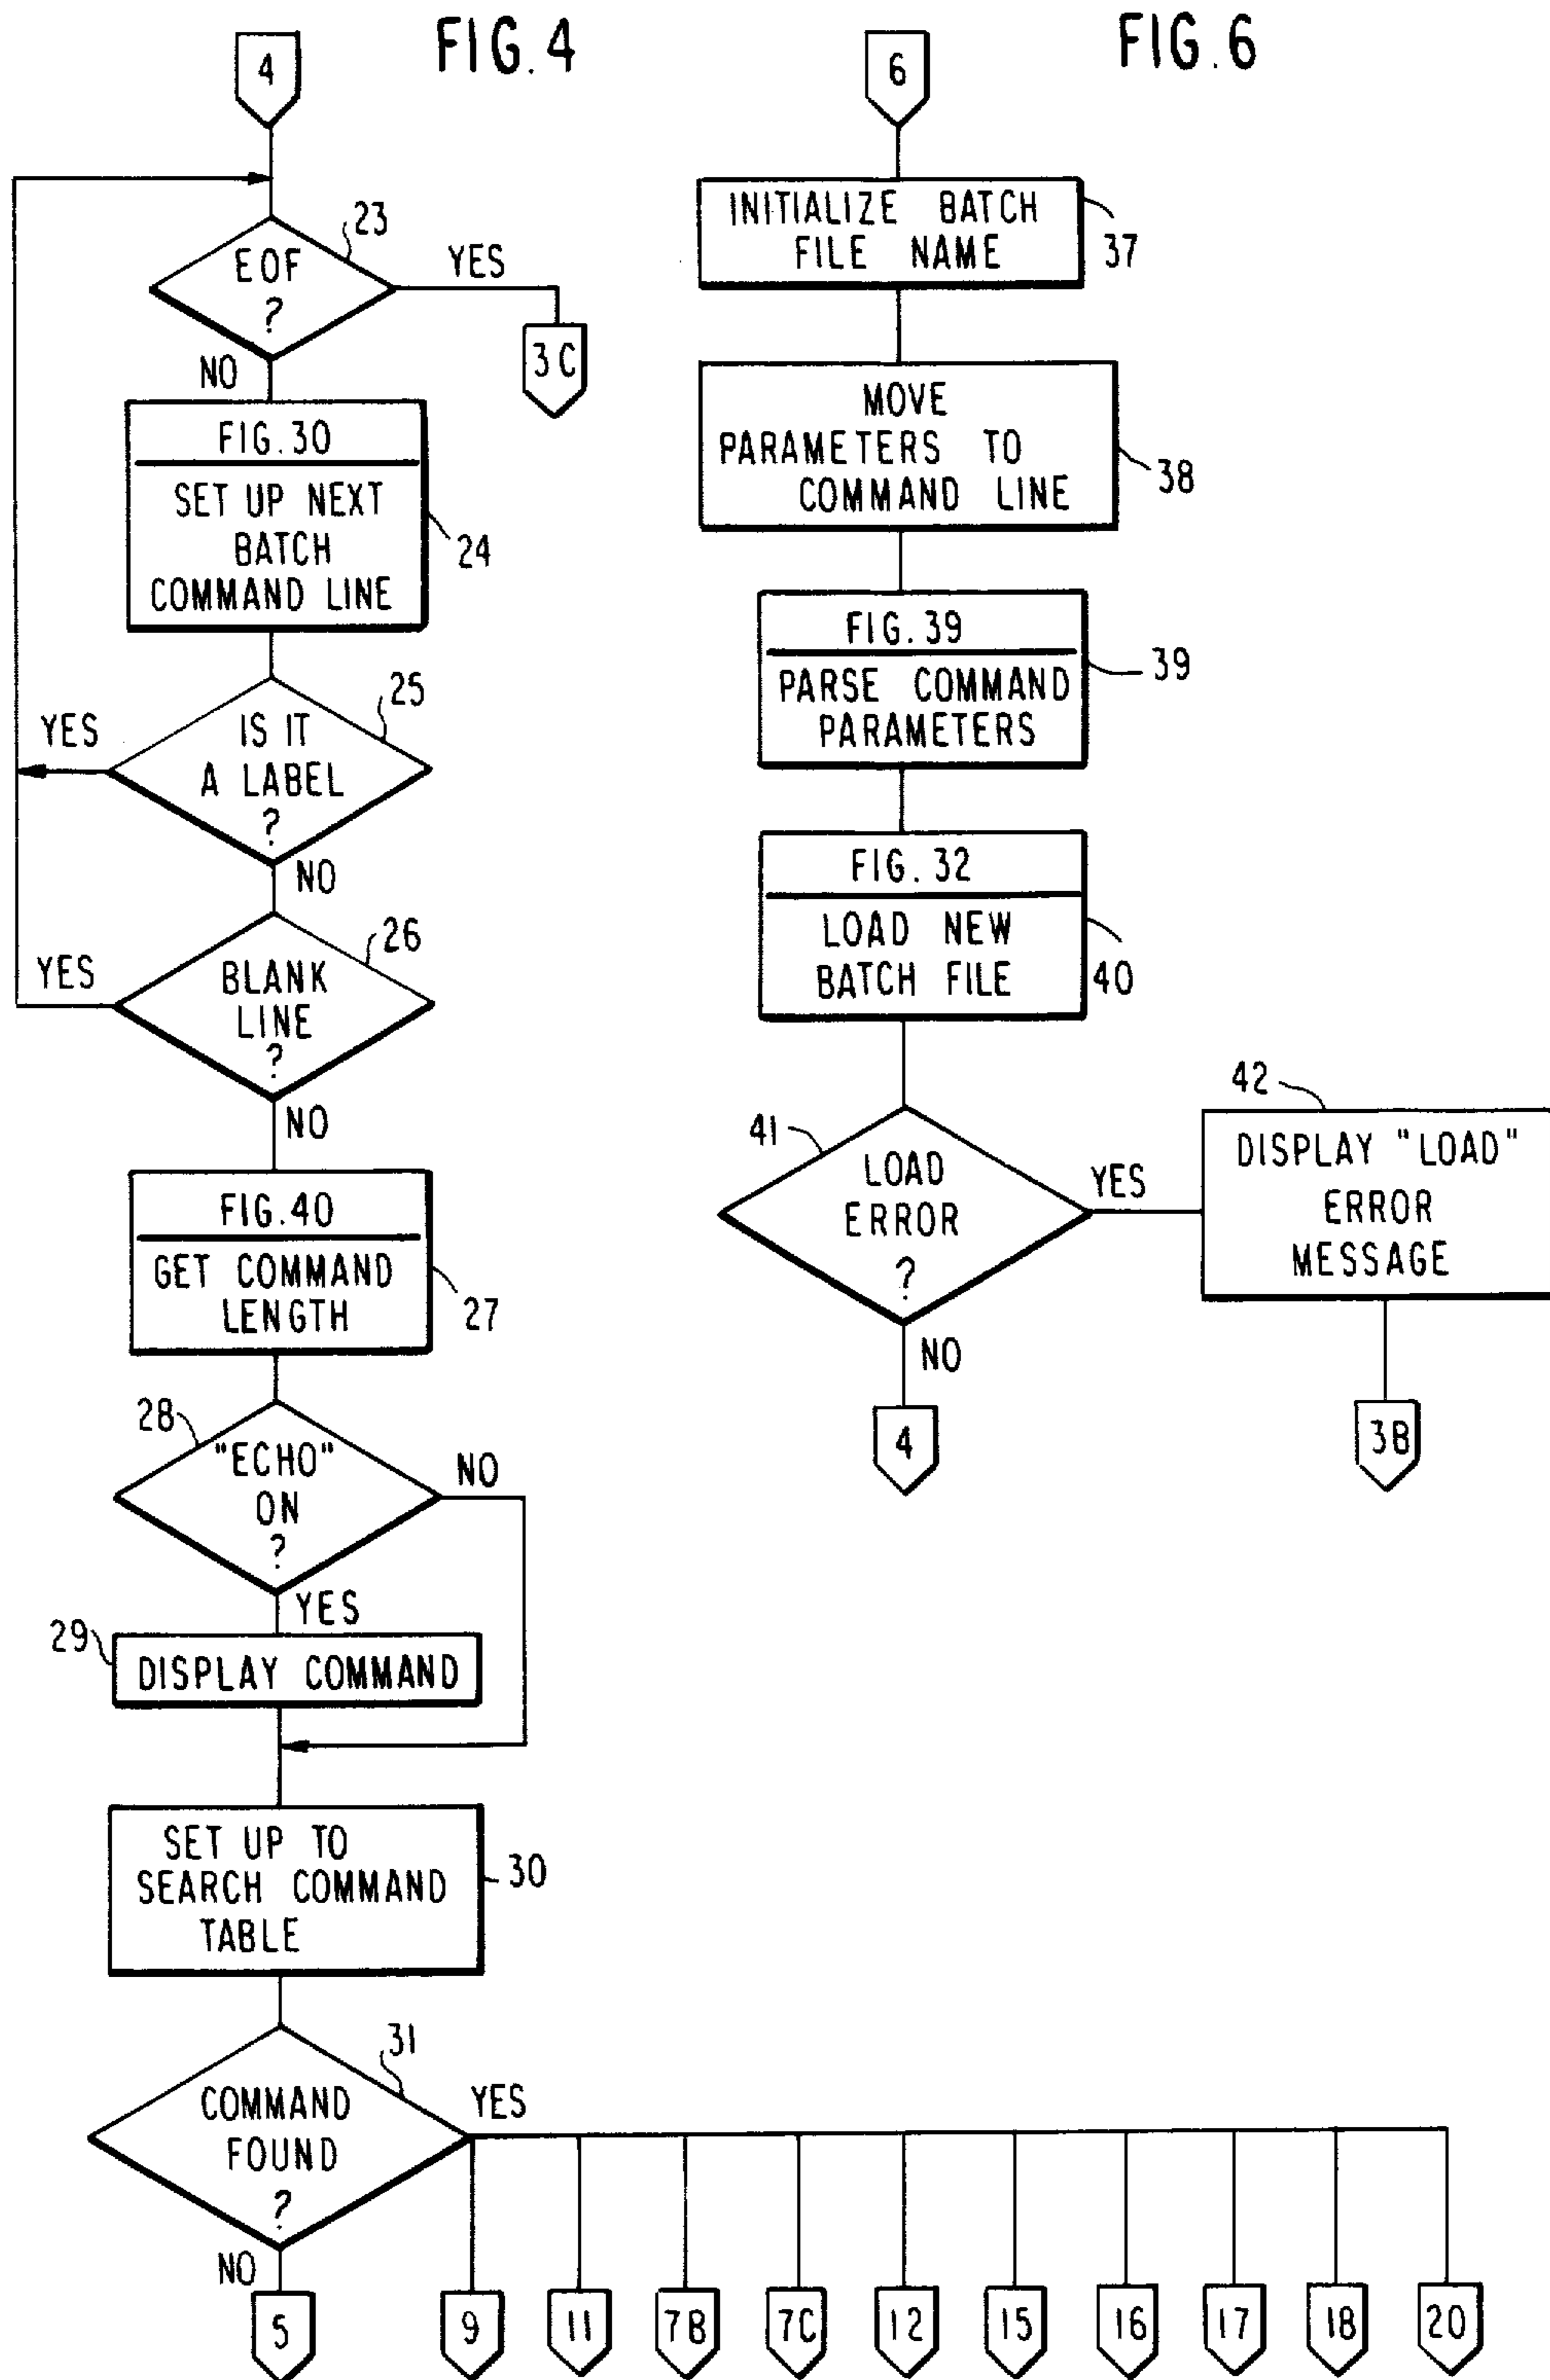 FIG. 4
4
23
EOF
?
YES
3C
NO
FIG. 30
SET UP NEXT
BATCH
COMMAND LINE
24
25
IS IT
A LABEL
?
YES
NO
26
BLANK
LINE
?
YES
NO
FIG. 40
GET COMMAND
LENGTH
27
28
"ECHO"
ON
?
NO
YES
29
DISPLAY COMMAND
SET UP TO
SEARCH COMMAND
TABLE
30
31
COMMAND
FOUND
?
YES
NO
5
9
11
7B
7C
12
15
16
17
18
20
FIG. 6
6
INITIALIZE BATCH
FILE NAME
37
MOVE
PARAMETERS TO
COMMAND LINE
38
FIG. 39
PARSE COMMAND
PARAMETERS
39
FIG. 32
LOAD NEW
BATCH FILE
40
41
LOAD
ERROR
?
YES
42
DISPLAY "LOAD"
ERROR
MESSAGE
NO
4
3B